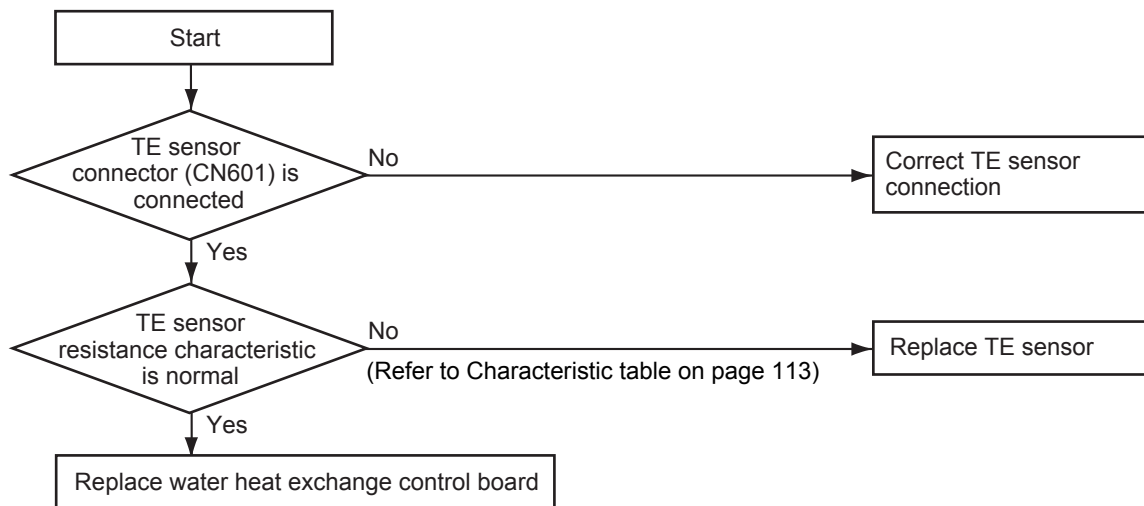 Start
TE sensor
connector (CN601) is
connected
No
Correct TE sensor
connection
Yes
TE sensor
resistance characteristic
is normal
No
(Refer to Characteristic table on page 113)
Replace TE sensor
Yes
Replace water heat exchange control board